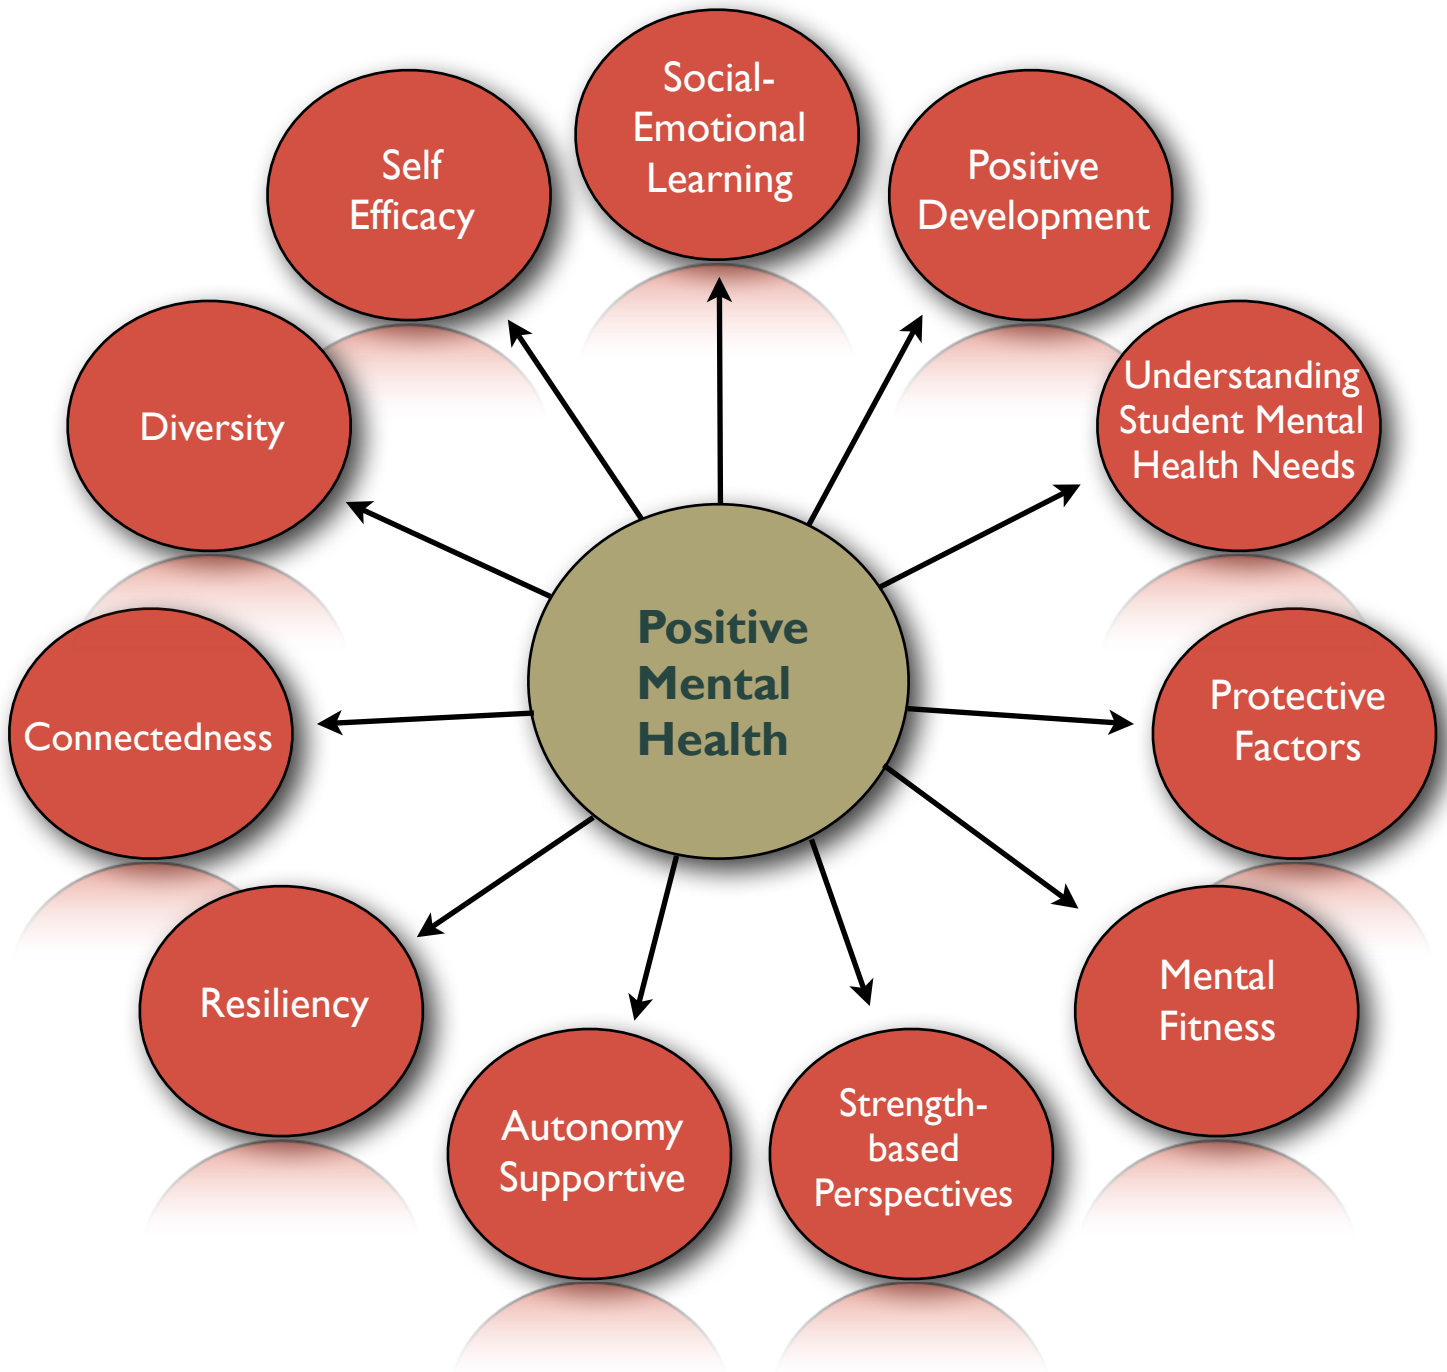 Social-
Emotional
Learning
Positive
Development
Understanding
Student Mental
Health Needs
Protective
Factors
Mental
Fitness
Strength-
based
Perspectives
Autonomy
Supportive
Resiliency
Connectedness
Diversity
Self
Efficacy
Positive
Mental
Health